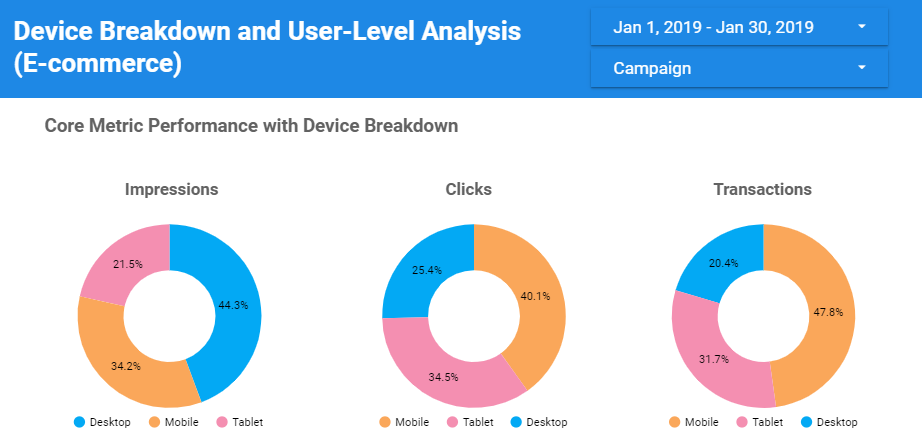 Device Breakdown and User-Level Analysis
(E-commerce)
Jan 1, 2019 - Jan 30, 2019
Campaign
Core Metric Performance with Device Breakdown
Impressions
21.5%
44.3%
34.2%
Desktop Mobile Tablet
Clicks
25.4%
40.1%
34.5%
Mobile Tablet Desktop
Transactions
20.4%
47.8%
31.7%
Mobile Tablet Desktop